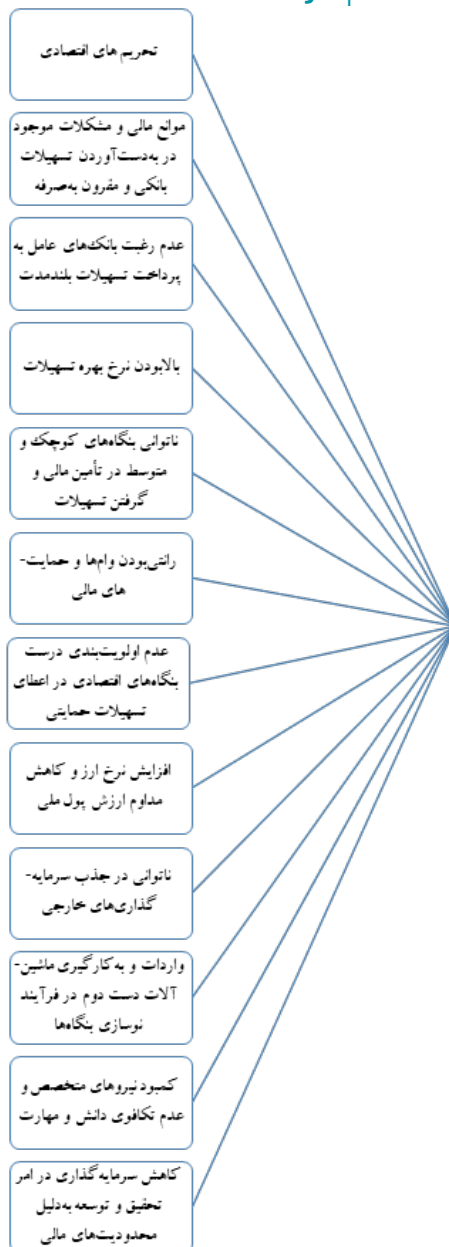 تحریم های اقتصادی
موانع مالی و مشکلات موجود
در به‌دست‌آوردن تسهیلات
بانکی و مقرون به‌صرفه
عدم رغبت بانک‌های عامل به
پرداخت تسهیلات بلندمدت
بالابودن نرخ بهره تسهیلات
ناتوانی بنگاه‌های کوچک و
متوسط در تأمین مالی و
گرفتن تسهیلات
رانتی‌بودن وام‌ها و حمایت-
های مالی
عدم اولویت‌بندی درست
بنگاه‌های اقتصادی در اعطای
تسهیلات حمایتی
افزایش نرخ ارز و کاهش
مداوم ارزش پول ملی
ناتوانی در جذب سرمایه-
گذاری‌های خارجی
واردات و به‌کارگیری ماشین-
آلات دست دوم در فرآیند
نوسازی بنگاه‌ها
کمبود نیروهای متخصص و
عدم تکافوی دانش و مهارت
کاهش سرمایه‌گذاری در امر
تحقیق و توسعه به‌دلیل
محدودیت‌های مالی